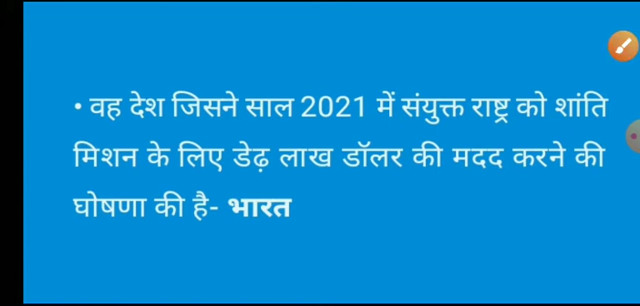 • वह देश जिसने साल 2021 में संयुक्त राष्ट्र को शांति
मिशन के लिए डेढ़ लाख डॉलर की मदद करने की
घोषणा की है- भारत